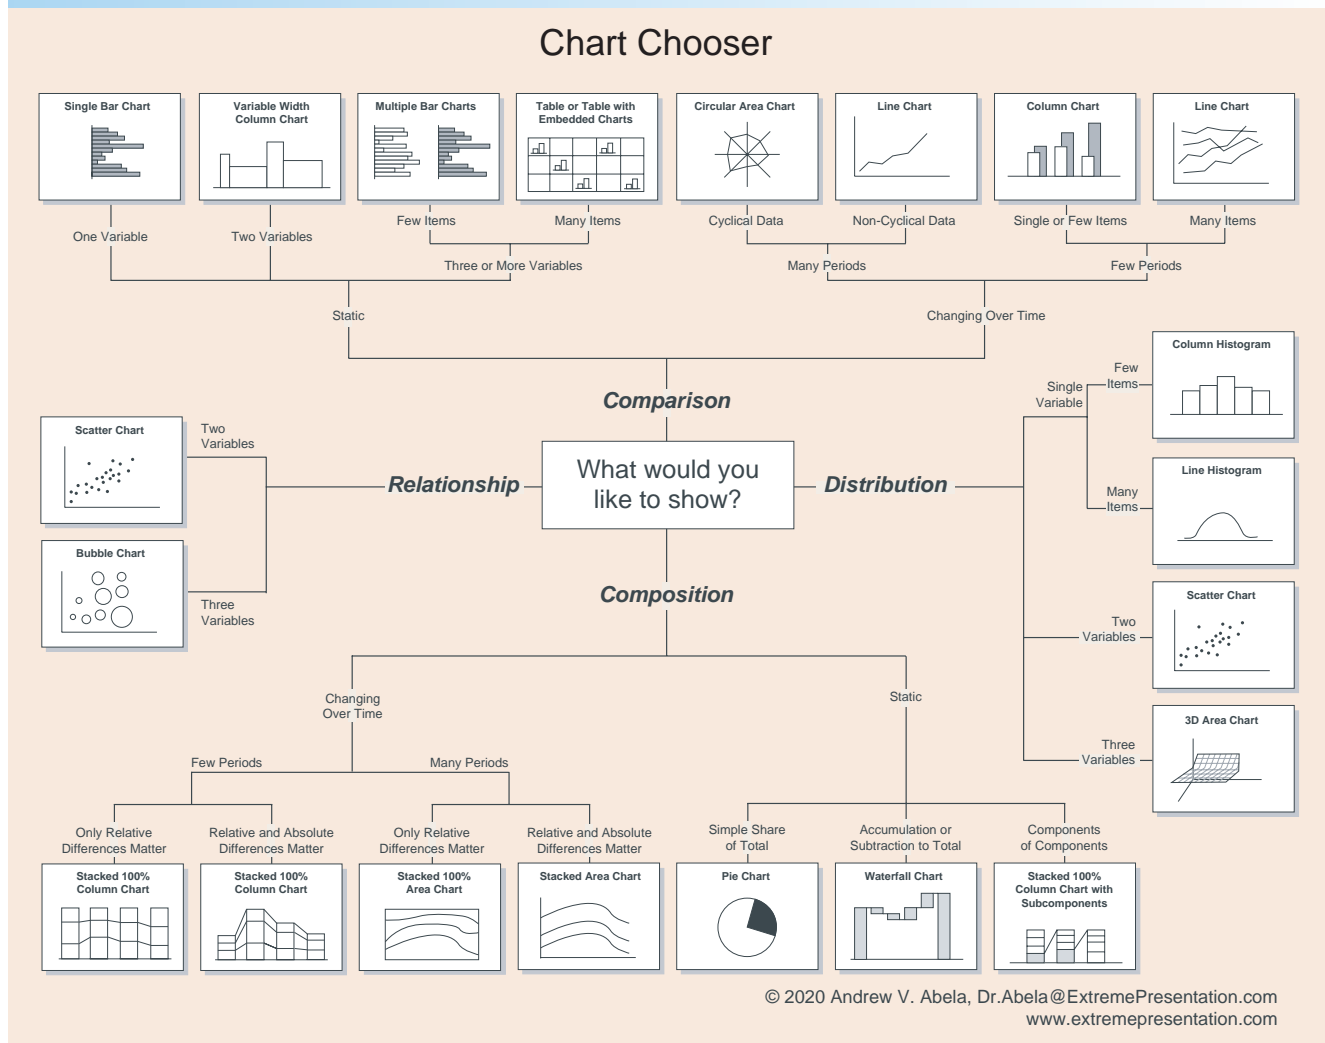 Chart Chooser
Single Bar Chart
Variable Width
Column Chart
Multiple Bar Charts
Table or Table with
Embedded Charts
Circular Area Chart
Line Chart
Column Chart
Line Chart
One Variable
Two Variables
Few Items
Many Items
Three or More Variables
Cyclical Data
Non-Cyclical Data
Many Periods
Single or Few Items
Many Items
Few Periods
Static
Changing Over Time
Comparison
Scatter Chart
Two
Variables
Relationship
What would you
like to show?
Distribution
Single
Variable
Few
Items
Column Histogram
Many
Items
Line Histogram
Bubble Chart
Three
Variables
Two
Variables
Scatter Chart
Three
Variables
3D Area Chart
Composition
Changing
Over Time
Static
Few Periods
Many Periods
Only Relative
Differences Matter
Relative and Absolute
Differences Matter
Only Relative
Differences Matter
Relative and Absolute
Differences Matter
Simple Share
of Total
Accumulation or
Subtraction to Total
Components
of Components
Stacked 100%
Column Chart
Stacked 100%
Column Chart
Stacked 100%
Area Chart
Stacked Area Chart
Pie Chart
Waterfall Chart
Stacked 100%
Column Chart with
Subcomponents
© 2020 Andrew V. Abela, Dr.Abela@ExtremePresentation.com
www.extremepresentation.com